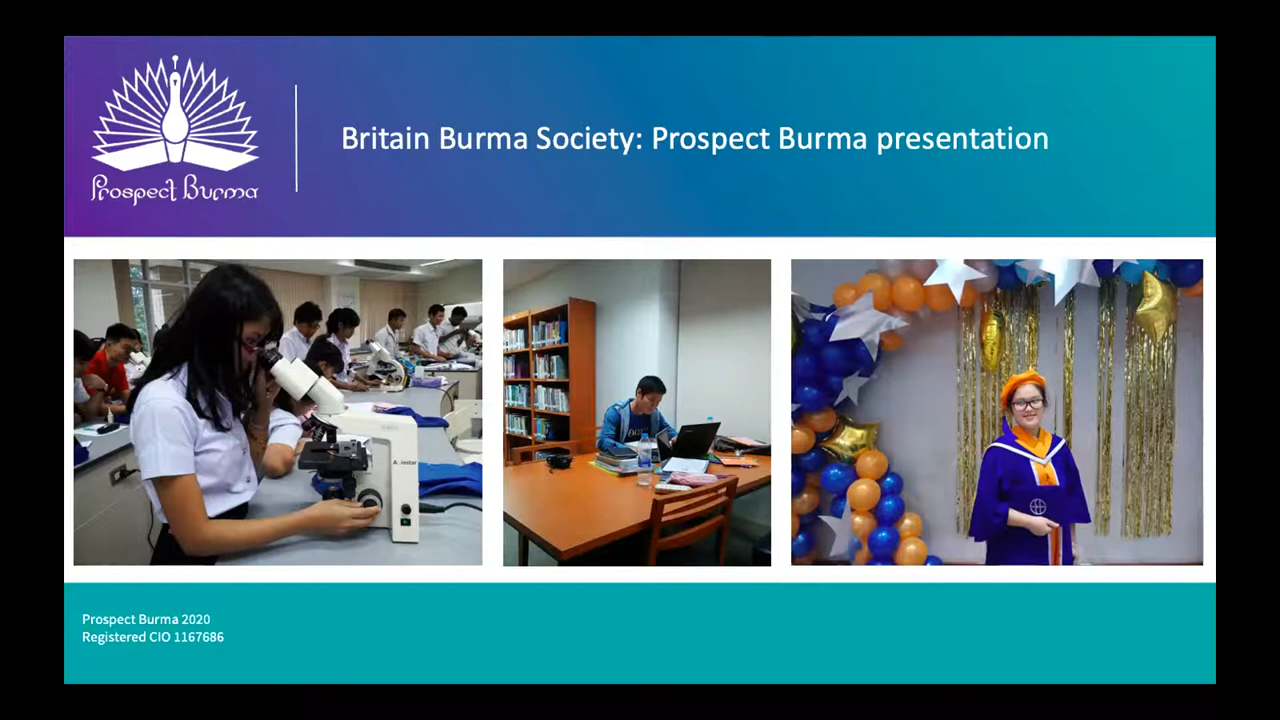 Prospect Burma
Britain Burma Society: Prospect Burma presentation
Prospect Burma 2020
Registered CIO 1167686